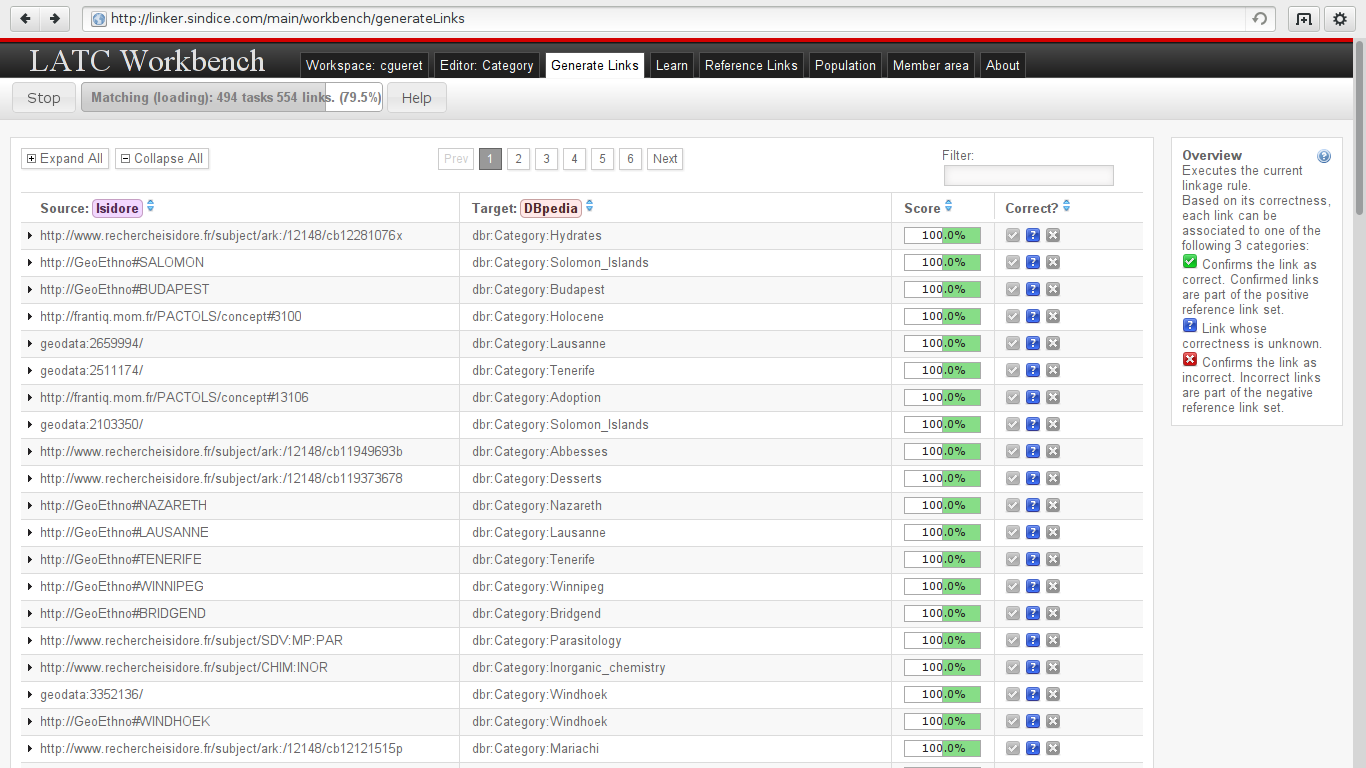 http://linker.sindice.com/main/workbench/generateLinks
LATC Workbench
Workspace: cgueret Editor: Category Generate Links Learn Reference Links Population Member area About
Stop Matching (loading): 494 tasks 554 links. (79.5%) Help
Expand All Collapse All Prev 1 2 3 4 5 6 Next Filter:
Source: Isidore Target: DBpedia Score Correct?
http://www.rechercheisidore.fr/subject/ark:/12148/cb12281076x dbr:Category:Hydrates 100.0%
http://GeoEthno#SALOMON dbr:Category:Solomon_Islands 100.0%
http://GeoEthno#BUDAPEST dbr:Category:Budapest 100.0%
http://frantiq.mom.fr/PACTOLS/concept#3100 dbr:Category:Holocene 100.0%
geodata:2659994/ dbr:Category:Lausanne 100.0%
geodata:2511174/ dbr:Category:Tenerife 100.0%
http://frantiq.mom.fr/PACTOLS/concept#13106 dbr:Category:Adoption 100.0%
geodata:2103350/ dbr:Category:Solomon_Islands 100.0%
http://www.rechercheisidore.fr/subject/ark:/12148/cb11949693b dbr:Category:Abbesses 100.0%
http://www.rechercheisidore.fr/subject/ark:/12148/cb119373678 dbr:Category:Desserts 100.0%
http://GeoEthno#NAZARETH dbr:Category:Nazareth 100.0%
http://GeoEthno#LAUSANNE dbr:Category:Lausanne 100.0%
http://GeoEthno#TENERIFE dbr:Category:Tenerife 100.0%
http://GeoEthno#WINNIPEG dbr:Category:Winnipeg 100.0%
http://GeoEthno#BRIDGEND dbr:Category:Bridgend 100.0%
http://www.rechercheisidore.fr/subject/SDV:MP:PAR dbr:Category:Parasitology 100.0%
http://www.rechercheisidore.fr/subject/CHIM:INOR dbr:Category:Inorganic_chemistry 100.0%
geodata:3352136/ dbr:Category:Windhoek 100.0%
http://GeoEthno#WINDHOEK dbr:Category:Windhoek 100.0%
http://www.rechercheisidore.fr/subject/ark:/12148/cb12121515p dbr:Category:Mariachi 100.0%
Overview
Executes the current
linkage rule.
Based on its correctness,
each link can be
associated to one of the
following 3 categories:
Confirms the link as
correct. Confirmed links
are part of the positive
reference link set.
Link whose
correctness is unknown.
Confirms the link as
incorrect. Incorrect links
are part of the negative
reference link set.